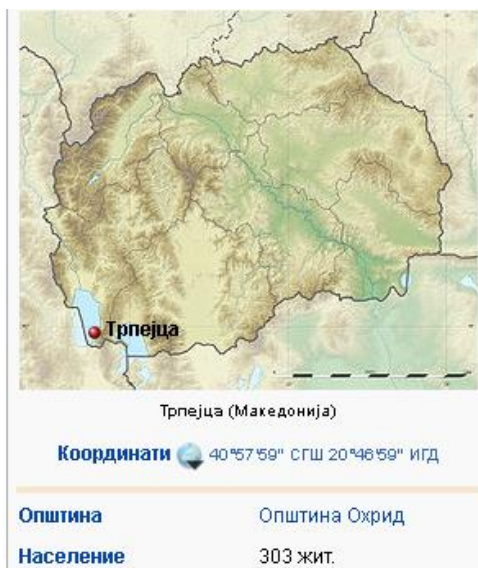 Трпејца
Трпејца (Македонија)
Координати 40°57′59″ СГШ 20°46′59″ ИГД
Општина Општина Охрид
Население 303 жит.